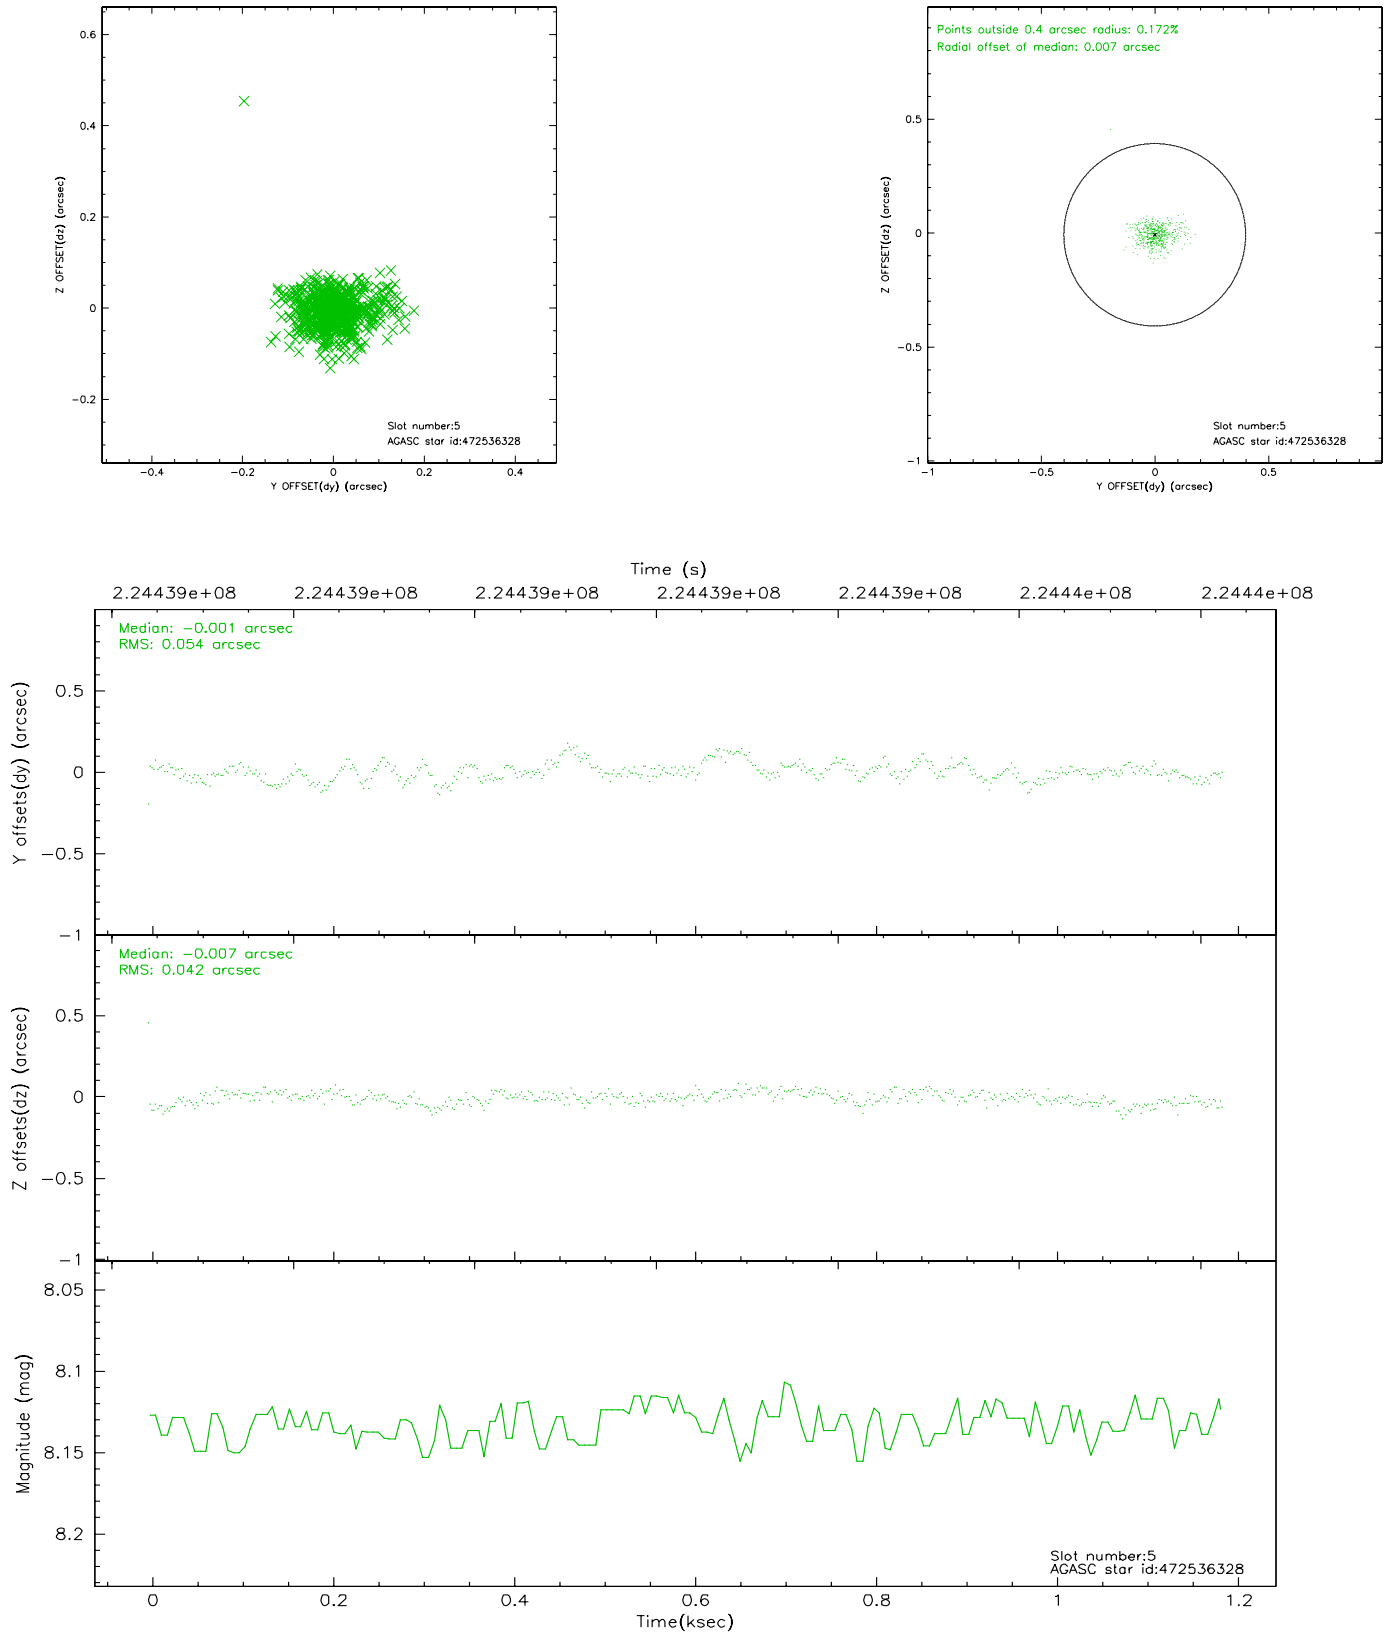 0.6
0.4
0.2
0
−0.2
Z OFFSET(dz) (arcsec)
−0.4 −0.2 0 0.2 0.4
Y OFFSET(dy) (arcsec)
Slot number:5
AGASC star id:472536328
Points outside 0.4 arcsec radius: 0.172%
Radial offset of median: 0.007 arcsec
0.5
0
−0.5
−1
Z OFFSET(dz) (arcsec)
−1 −0.5 0 0.5
Y OFFSET(dy) (arcsec)
Slot number:5
AGASC star id:472536328
Time (s)
2.24439e+08 2.24439e+08 2.24439e+08 2.24439e+08 2.24439e+08 2.2444e+08 2.2444e+08
Median: −0.001 arcsec
RMS: 0.054 arcsec
0.5
0
−0.5
−1
Y offsets(dy) (arcsec)
Median: −0.007 arcsec
RMS: 0.042 arcsec
0.5
0
−0.5
−1
Z offsets(dz) (arcsec)
8.05
8.1
8.15
8.2
Magnitude (mag)
Slot number:5
AGASC star id:472536328
0 0.2 0.4 0.6 0.8 1 1.2
Time(ksec)